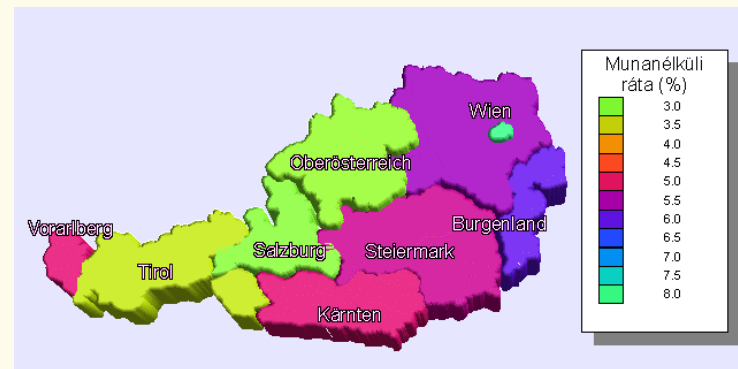 Munanélküli
ráta (%)
3.0
3.5
4.0
4.5
5.0
5.5
6.0
6.5
7.0
7.5
8.0
Wien
Oberösterreich
Vorarlberg
Burgenland
Salzburg
Steiermark
Tirol
Kärnten